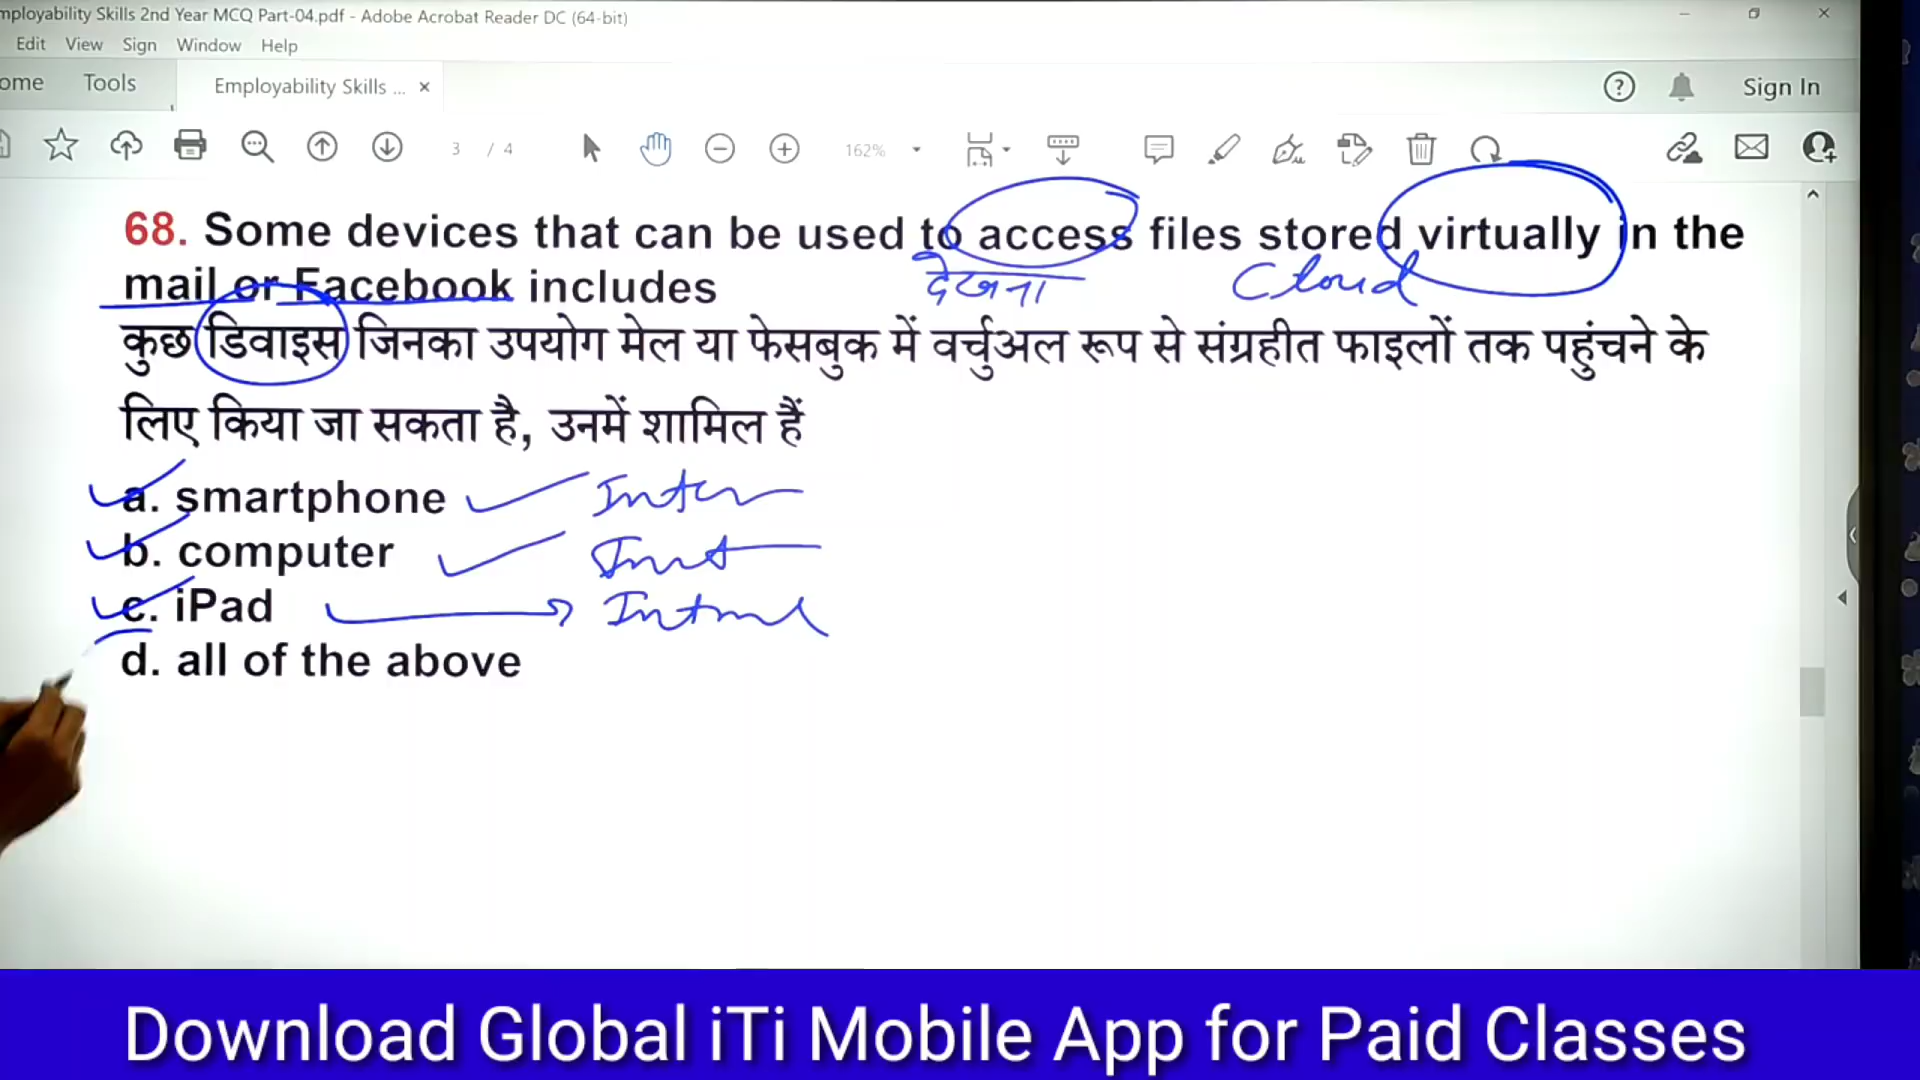 mployability Skills 2nd Year MCQ Part-04.pdf - Adobe Acrobat Reader DC (64-bit)
Edit View Sign Window Help
ome Tools Employability Skills ... Sign In
3 / 4 162%
68. Some devices that can be used to access files stored virtually in the
mail or Facebook includes
देखना Cloud
कुछ डिवाइस जिनका उपयोग मेल या फेसबुक में वर्चुअल रूप से संग्रहीत फाइलों तक पहुंचने के
लिए किया जा सकता है, उनमें शामिल हैं
a. smartphone
b. computer
c. iPad
d. all of the above
Download Global iTi Mobile App for Paid Classes